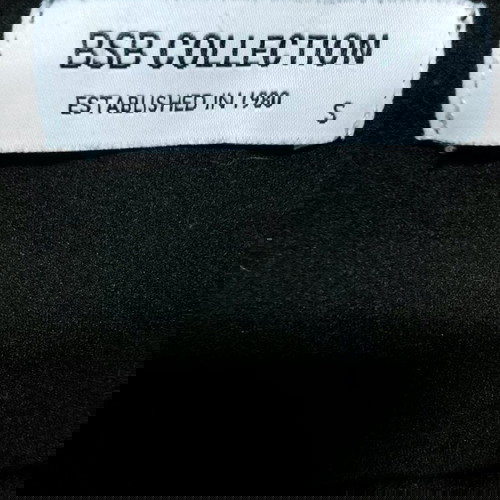 BSB COLLECTION
ESTABLISHED IN 1980
S